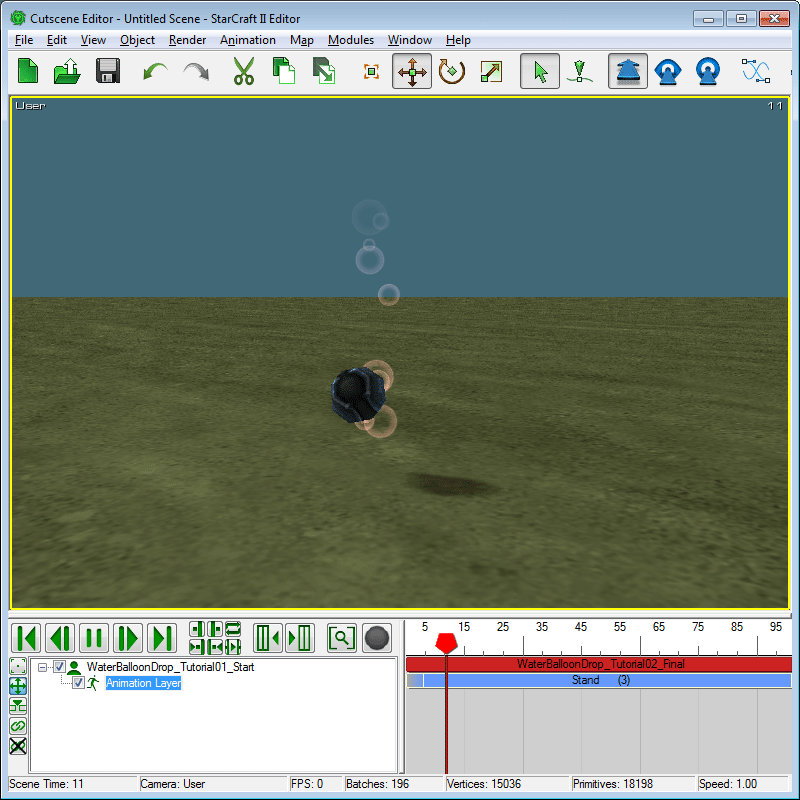 Cutscene Editor - Untitled Scene - StarCraft II Editor
File Edit View Object Render Animation Map Modules Window Help
User 11
5 15 25 35 45 55 65 75 85 95
WaterBalloonDrop_Tutorial01_Start WaterBalloonDrop_Tutorial02_Final
Animation Layer Stand (3)
Scene Time: 11 Camera: User FPS: 0 Batches: 196 Vertices: 15036 Primitives: 18198 Speed: 1.00